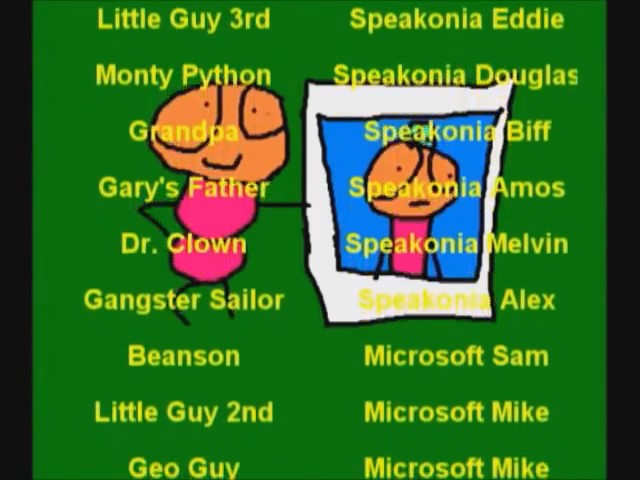 Little Guy 3rd Speakonia Eddie
Monty Python Speakonia Douglas
Grandpa Speakonia Biff
Gary's Father Speakonia Amos
Dr. Clown Speakonia Melvin
Gangster Sailor Speakonia Alex
Beanson Microsoft Sam
Little Guy 2nd Microsoft Mike
Geo Guy Microsoft Mike